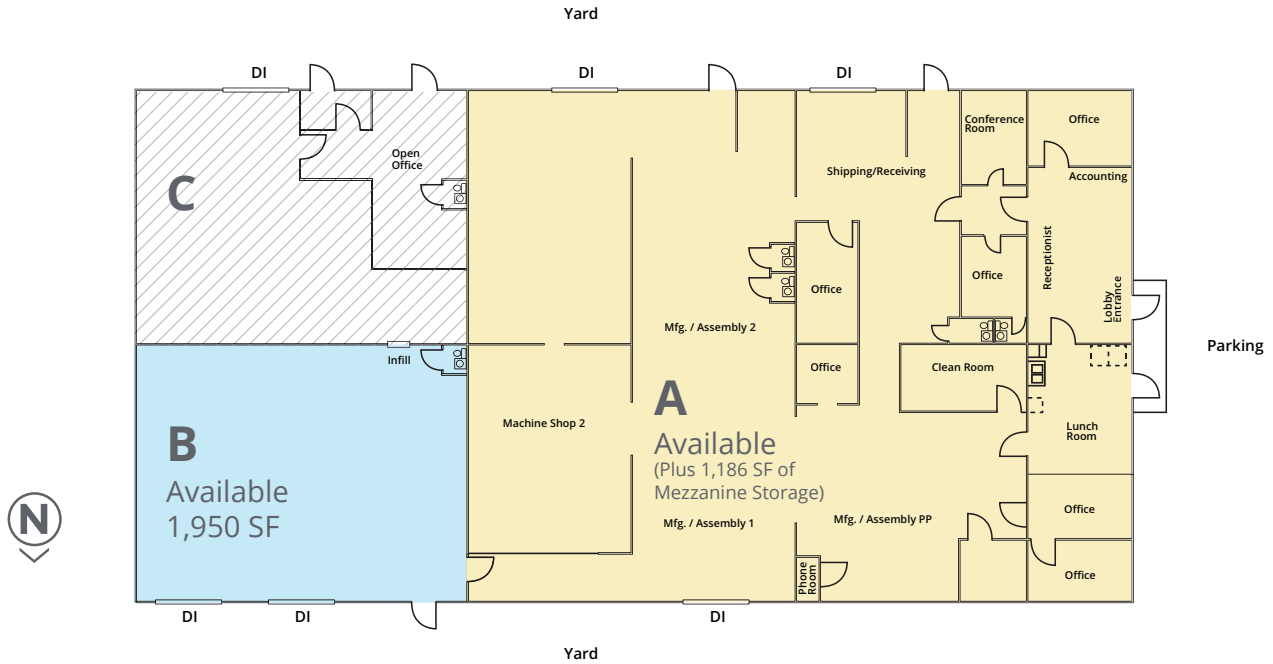 Yard
DI
DI
DI
Conference
Room
Office
Open
Office
Shipping/Receiving
Accounting
C
Receptionist
Office
Office
Lobby
Entrance
Mfg. / Assembly 2
Parking
Infill
Office
Clean Room
A
Available
(Plus 1,186 SF of
Mezzanine Storage)
Machine Shop 2
Lunch
Room
B
Available
1,950 SF
N
Mfg. / Assembly 1
Mfg. / Assembly PP
Office
Phone
Room
Office
DI
DI
DI
Yard